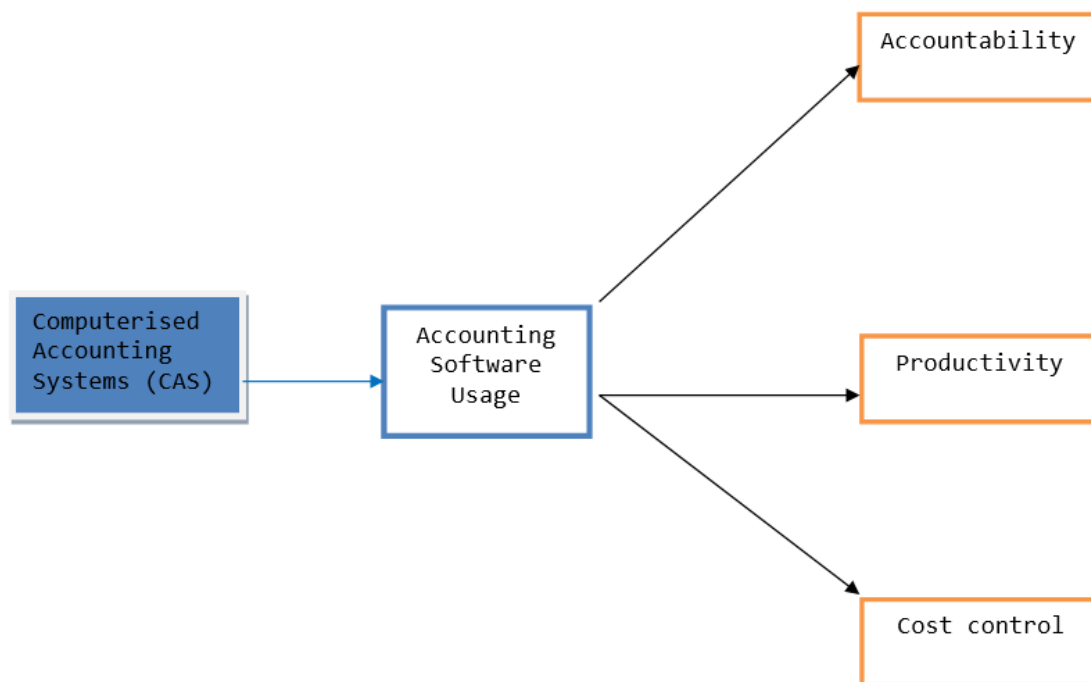 Accountability
Computerised
Accounting
Systems (CAS)
Accounting
Software
Usage
Productivity
Cost control